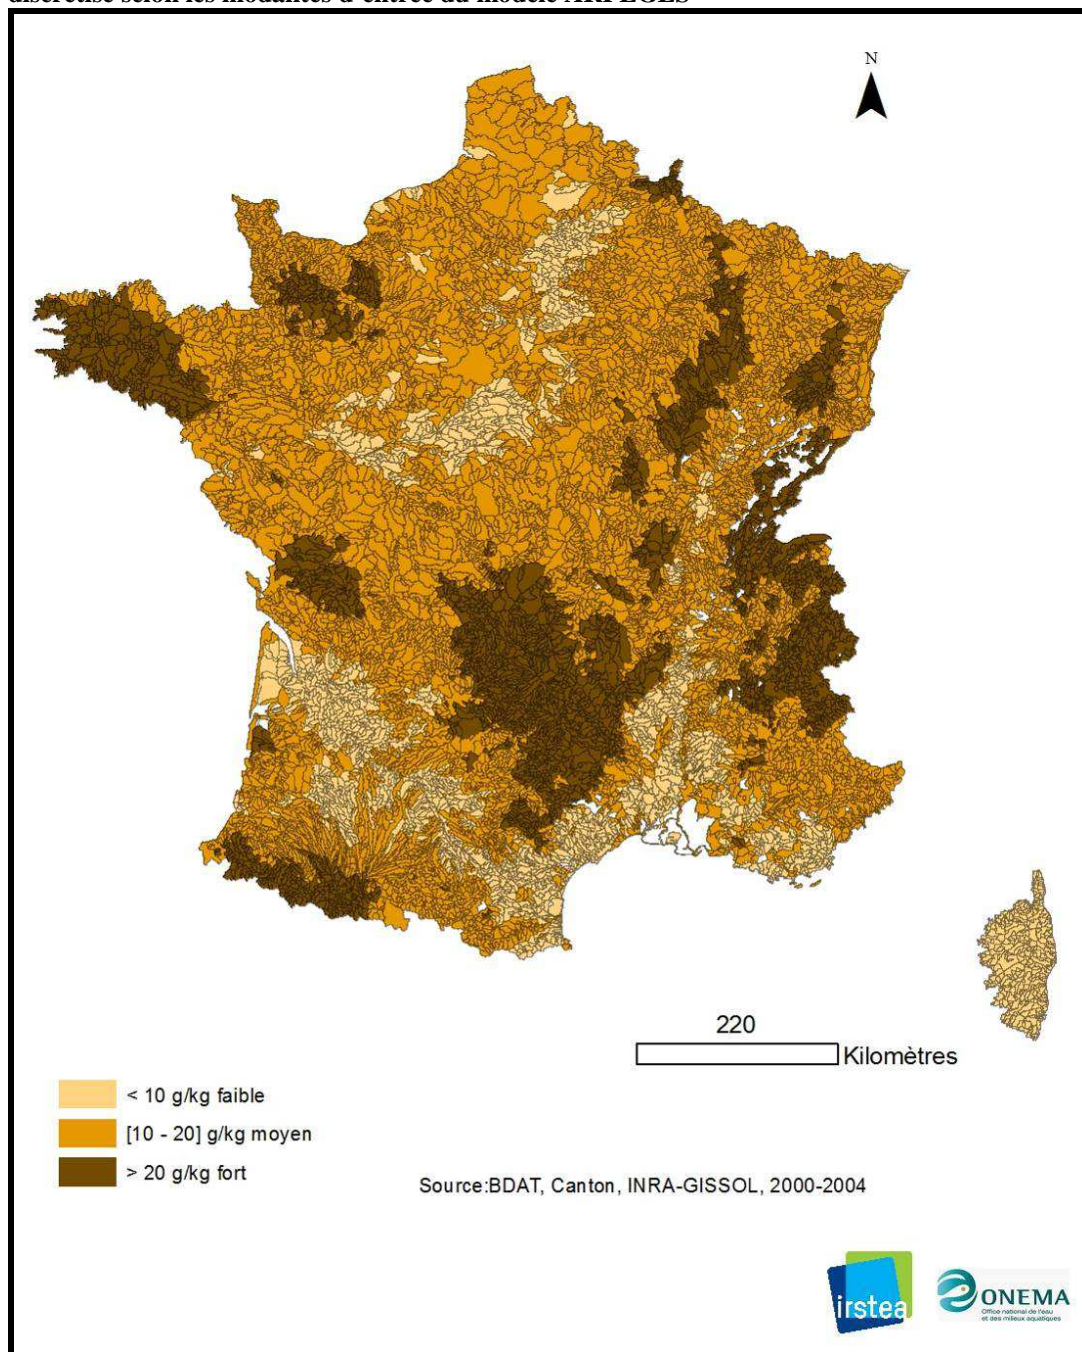 discrétisé selon les modalités d'entrée du modèle ARPEGES
N
220
Kilomètres
< 10 g/kg faible
[10 - 20] g/kg moyen
> 20 g/kg fort
Source:BDAT, Canton, INRA-GISSOL, 2000-2004
irstea
ONEMA
Office national de l'eau
et des milieux aquatiques